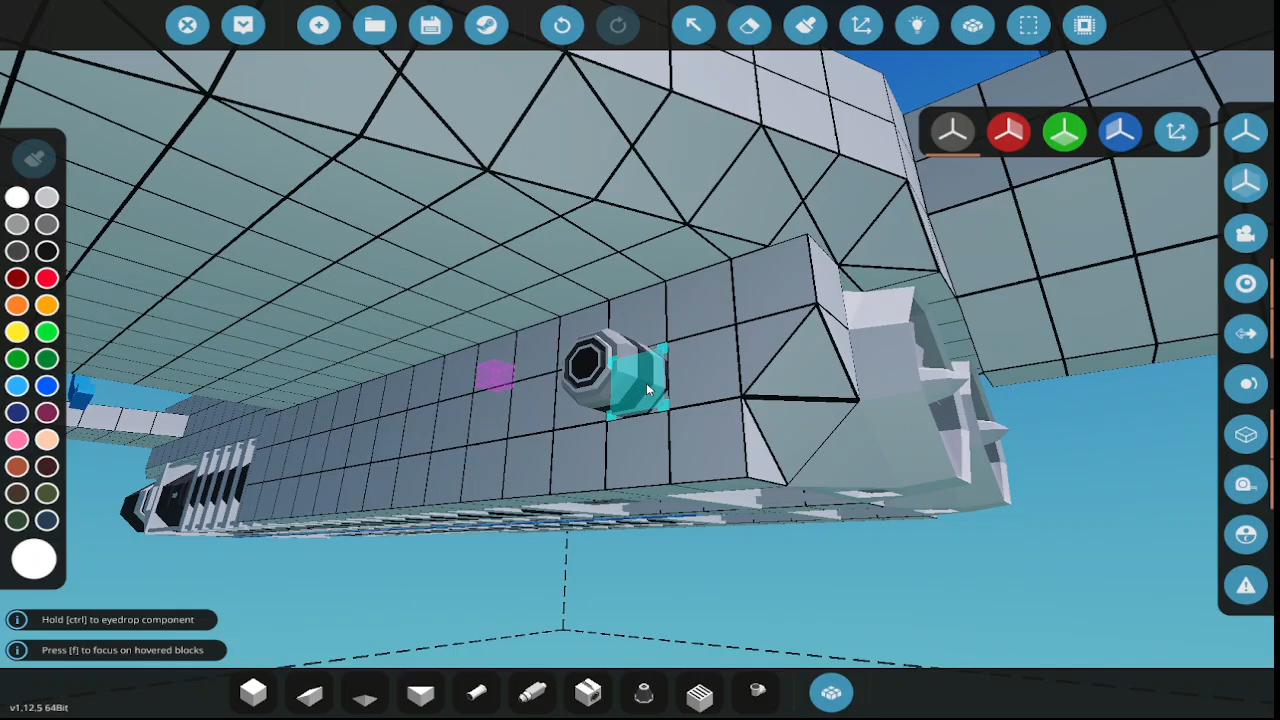 Hold [ctrl] to eyedrop component
Press [f] to focus on hovered blocks
v1.12.5 64Bit